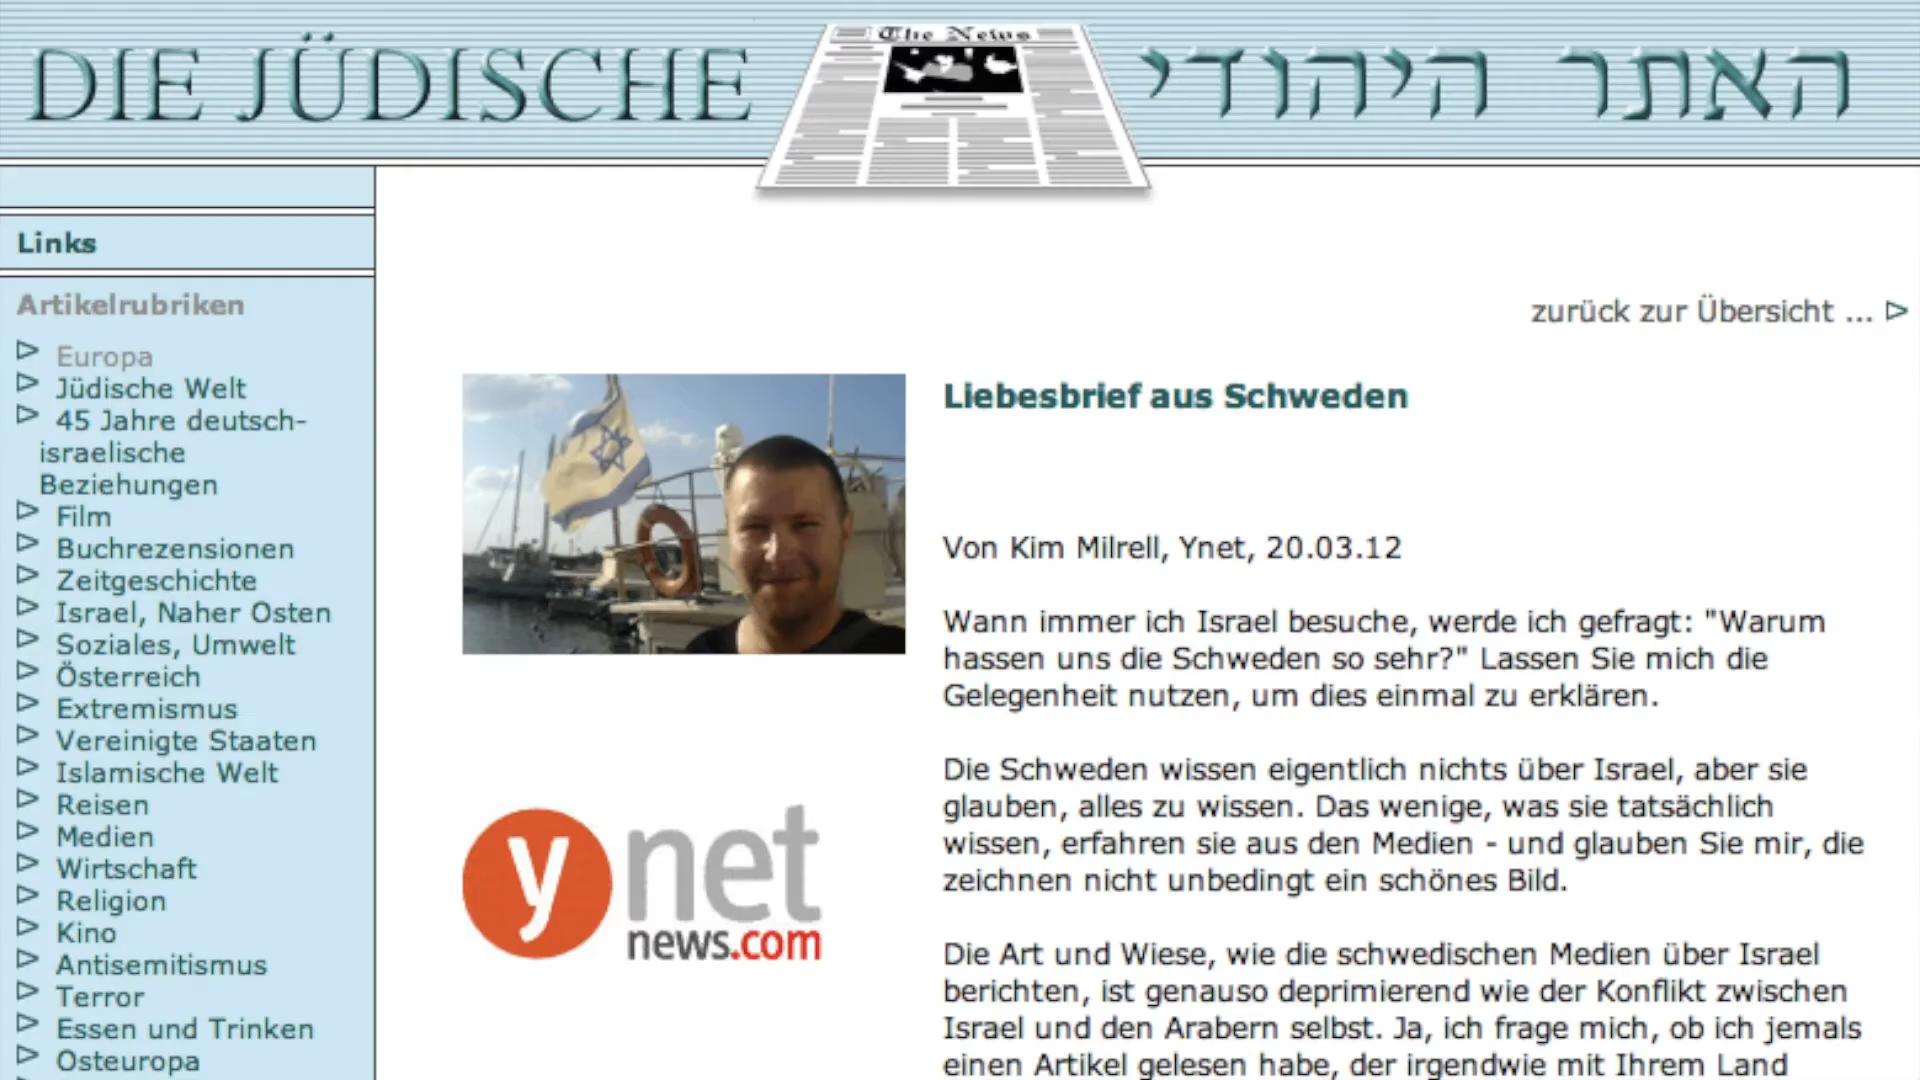 DIE JÜDISCHE
The News
האתר היהודי
Links
Artikelrubriken
Europa
Jüdische Welt
45 Jahre deutsch-
israelische
Beziehungen
Film
Buchrezensionen
Zeitgeschichte
Israel, Naher Osten
Soziales, Umwelt
Österreich
Extremismus
Vereinigte Staaten
Islamische Welt
Reisen
Medien
Wirtschaft
Religion
Kino
Antisemitismus
Terror
Essen und Trinken
Osteuropa
zurück zur Übersicht ...
Liebesbrief aus Schweden
Von Kim Milrell, Ynet, 20.03.12
Wann immer ich Israel besuche, werde ich gefragt: "Warum
hassen uns die Schweden so sehr?" Lassen Sie mich die
Gelegenheit nutzen, um dies einmal zu erklären.
Die Schweden wissen eigentlich nichts über Israel, aber sie
glauben, alles zu wissen. Das wenige, was sie tatsächlich
wissen, erfahren sie aus den Medien - und glauben Sie mir, die
zeichnen nicht unbedingt ein schönes Bild.
Die Art und Wiese, wie die schwedischen Medien über Israel
berichten, ist genauso deprimierend wie der Konflikt zwischen
Israel und den Arabern selbst. Ja, ich frage mich, ob ich jemals
einen Artikel gelesen habe, der irgendwie mit Ihrem Land
ynet
news.com